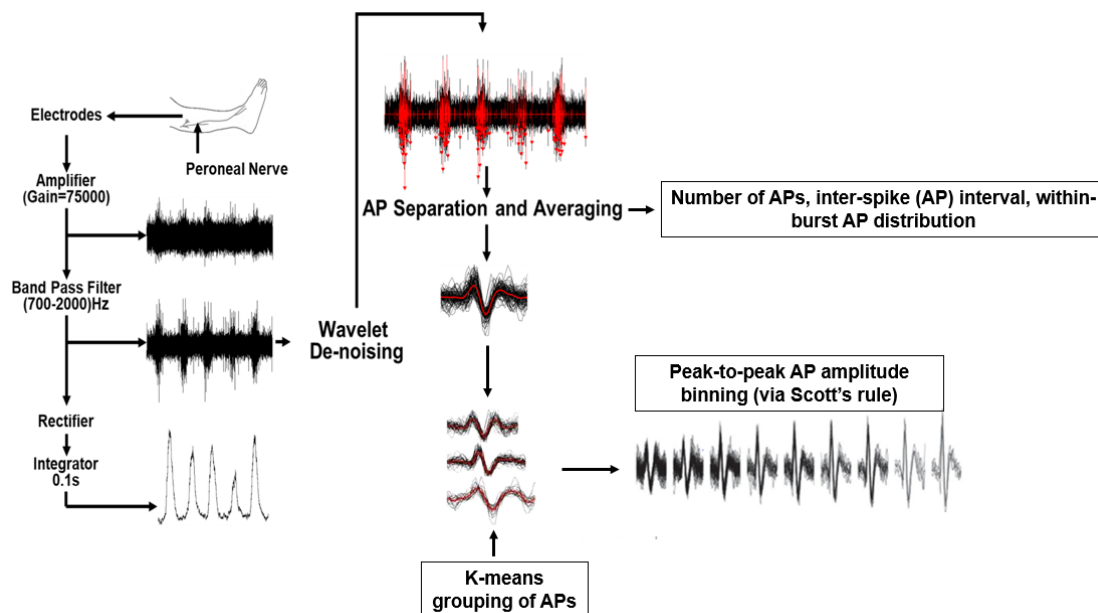 Electrodes
Peroneal Nerve
Amplifier
(Gain=75000)
Band Pass Filter
(700-2000)Hz
Rectifier
Integrator
0.1s
Wavelet
De-noising
AP Separation and Averaging
Number of APs, inter-spike (AP) interval, within-
burst AP distribution
Peak-to-peak AP amplitude
binning (via Scott's rule)
K-means
grouping of APs